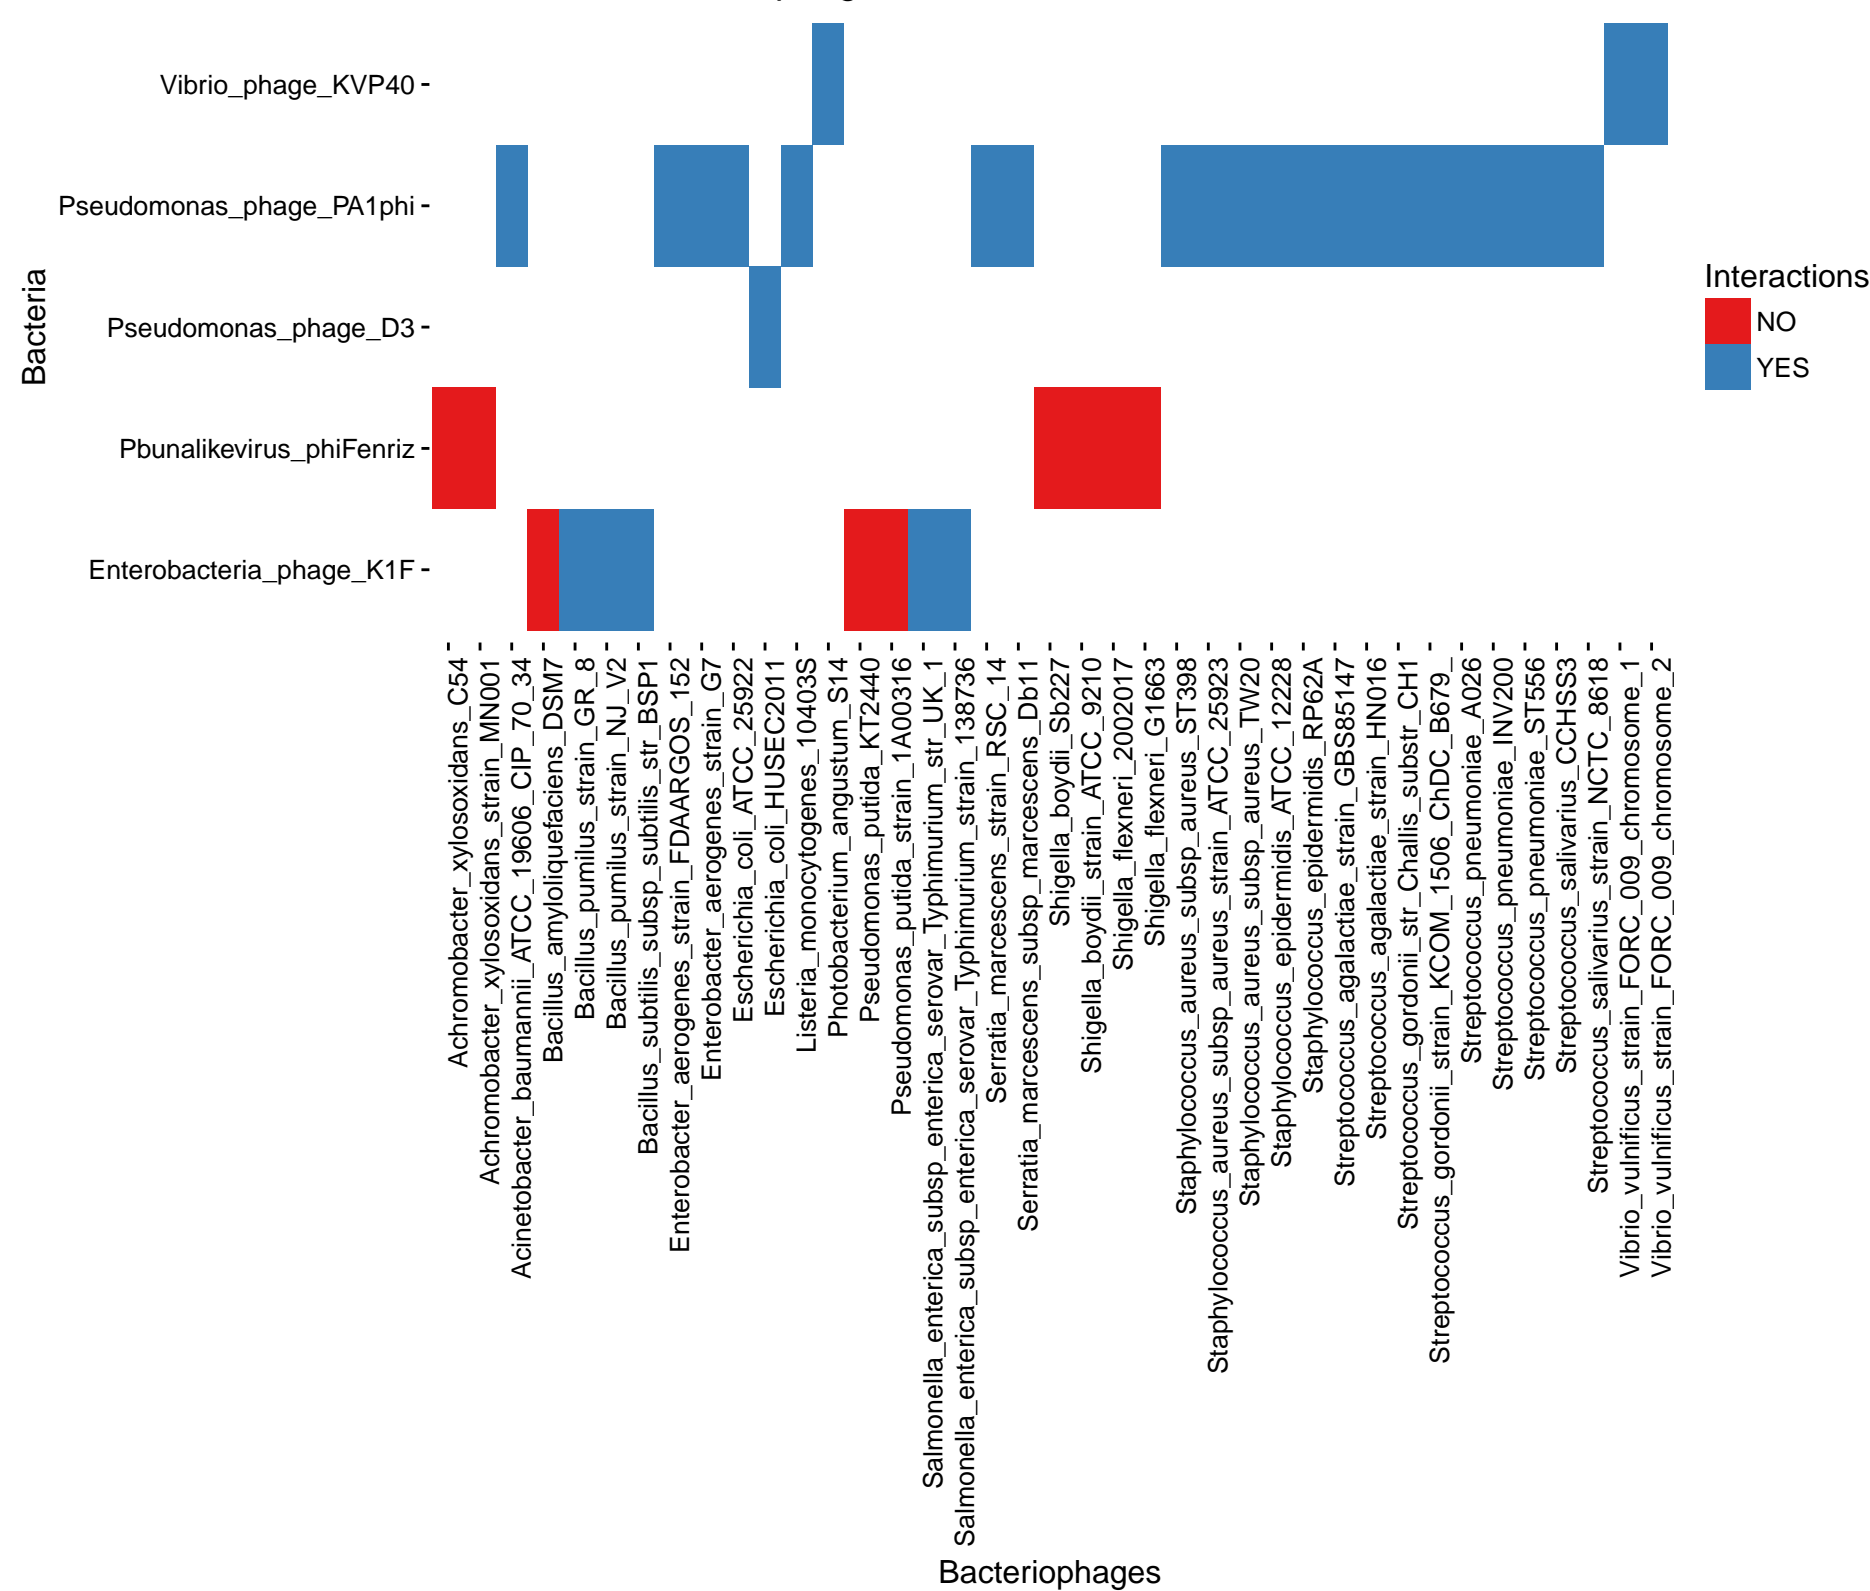 Vibrio_phage_KVP40
Pseudomonas_phage_PA1phi
Pseudomonas_phage_D3
Pbunalikevirus_phiFenriz
Enterobacteria_phage_K1F
Bacteria
Interactions
NO
YES
Achromobacter_xylosoxidans_C54
Achromobacter_xylosoxidans_strain_MN001
Acinetobacter_baumannii_ATCC_19606_CIP_70_34
Bacillus_amyloliquefaciens_DSM7
Bacillus_pumilus_strain_GR_8
Bacillus_pumilus_strain_NJ_V2
Bacillus_subtilis_subsp_subtilis_str_BSP1
Enterobacter_aerogenes_strain_FDAARGOS_152
Enterobacter_aerogenes_strain_G7
Escherichia_coli_ATCC_25922
Escherichia_coli_HUSEC2011
Listeria_monocytogenes_10403S
Photobacterium_angustum_S14
Pseudomonas_putida_KT2440
Pseudomonas_putida_strain_1A00316
Salmonella_enterica_subsp_enterica_serovar_Typhimurium_str_UK_1
Salmonella_enterica_subsp_enterica_serovar_Typhimurium_strain_138736
Serratia_marcescens_strain_RSC_14
Serratia_marcescens_subsp_marcescens_Db11
Shigella_boydii_Sb227
Shigella_boydii_strain_ATCC_9210
Shigella_flexneri_2002017
Shigella_flexneri_G1663
Staphylococcus_aureus_subsp_aureus_ST398
Staphylococcus_aureus_subsp_aureus_strain_ATCC_25923
Staphylococcus_aureus_subsp_aureus_TW20
Staphylococcus_epidermidis_ATCC_12228
Staphylococcus_epidermidis_RP62A
Streptococcus_agalactiae_strain_GBS85147
Streptococcus_agalactiae_strain_HN016
Streptococcus_gordonii_str_Challis_substr_CH1
Streptococcus_gordonii_strain_KCOM_1506_ChDC_B679_
Streptococcus_pneumoniae_A026
Streptococcus_pneumoniae_INV200
Streptococcus_pneumoniae_ST556
Streptococcus_salivarius_CCHSS3
Streptococcus_salivarius_strain_NCTC_8618
Vibrio_vulnificus_strain_FORC_009_chromosome_1
Vibrio_vulnificus_strain_FORC_009_chromosome_2
Bacteriophages